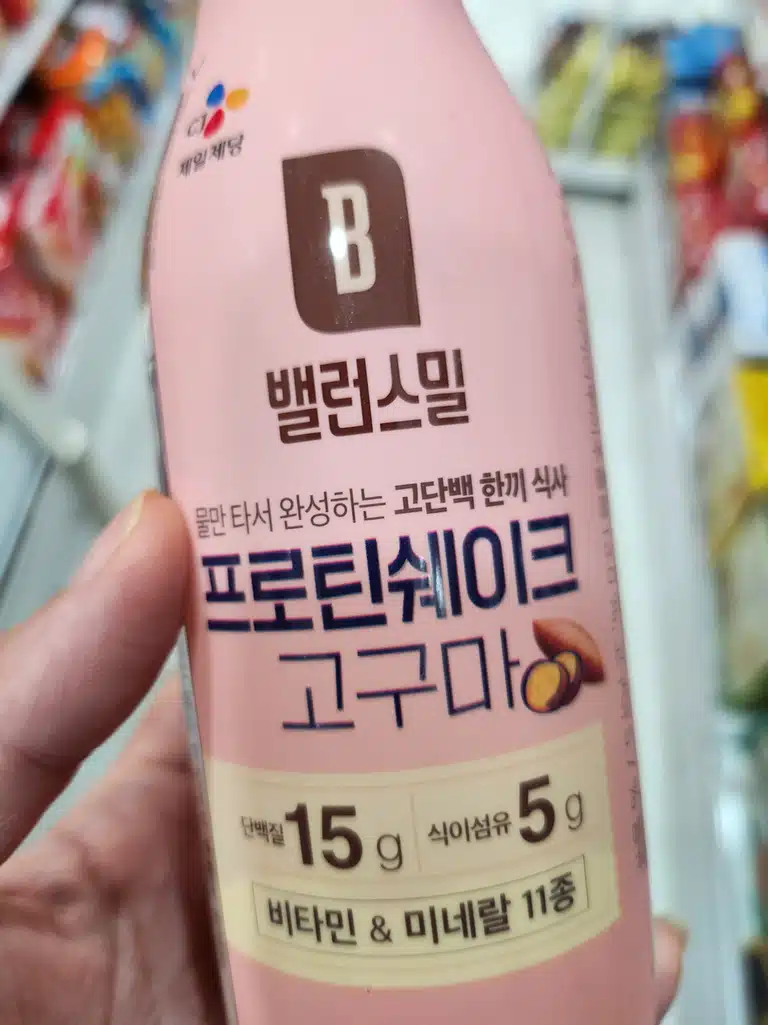 CJ
제일제당
B
밸런스밀
물만 타서 완성하는 고단백 한끼 식사
프로틴쉐이크
고구마
단백질 15 g 식이섬유 5 g
비타민 & 미네랄 11종